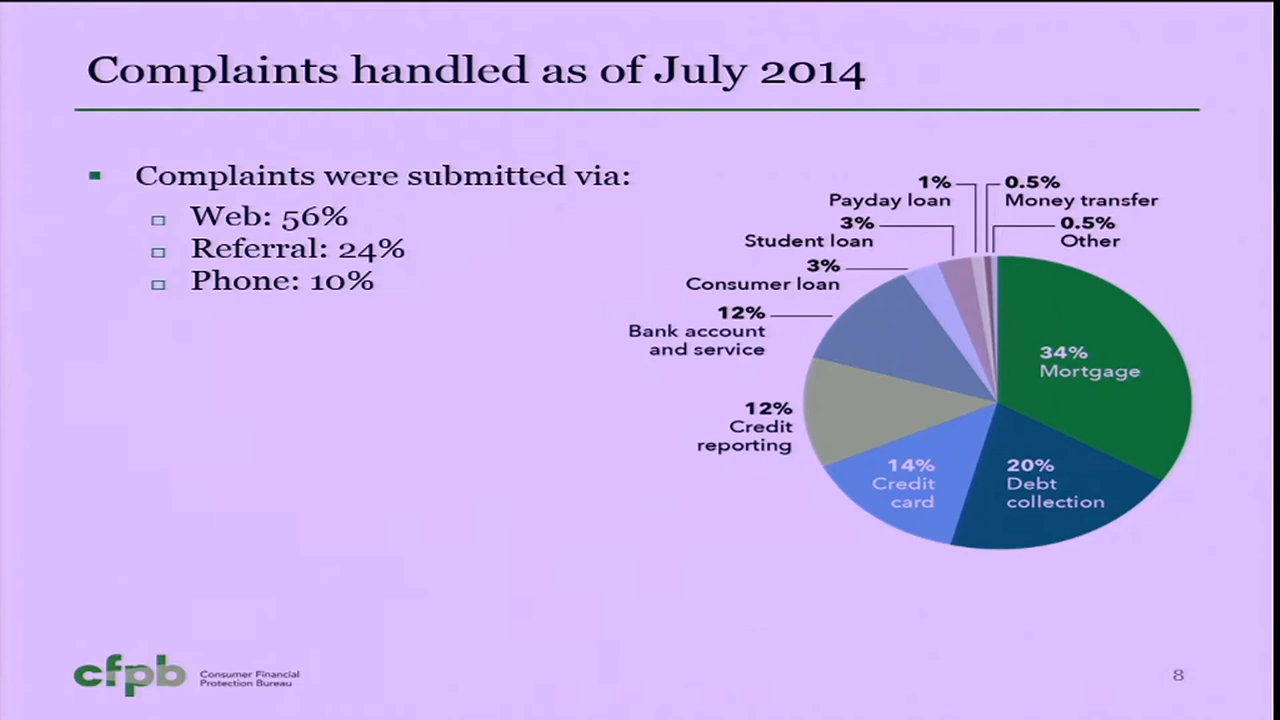 Complaints handled as of July 2014
Complaints were submitted via:
Web: 56%
Referral: 24%
Phone: 10%
1%
Payday loan
0.5%
Money transfer
3%
Student loan
0.5%
Other
3%
Consumer loan
12%
Bank account
and service
34%
Mortgage
12%
Credit
reporting
14%
Credit
card
20%
Debt
collection
cfpb
Consumer Financial
Protection Bureau
8